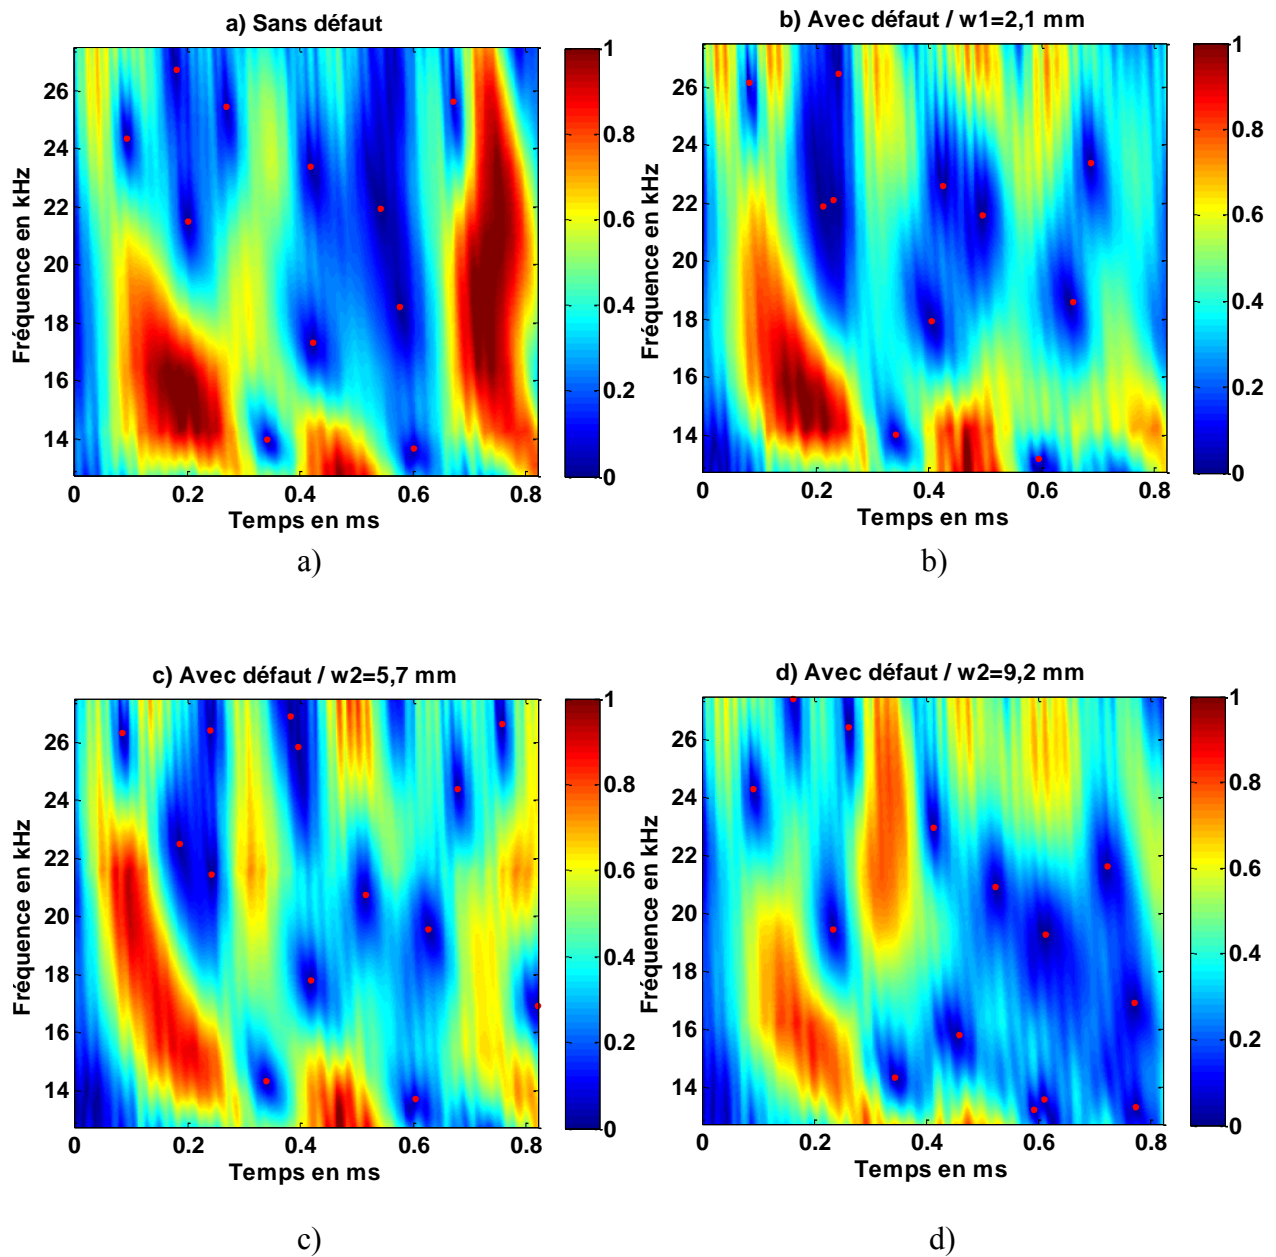 a) Sans défaut
Fréquence en kHz
26
24
22
20
18
16
14
0 0.2 0.4 0.6 0.8
Temps en ms
1
0.8
0.6
0.4
0.2
0
a)
b) Avec défaut / w1=2,1 mm
Fréquence en kHz
26
24
22
20
18
16
14
0 0.2 0.4 0.6 0.8
Temps en ms
1
0.8
0.6
0.4
0.2
0
b)
c) Avec défaut / w2=5,7 mm
Fréquence en kHz
26
24
22
20
18
16
14
0 0.2 0.4 0.6 0.8
Temps en ms
1
0.8
0.6
0.4
0.2
0
c)
d) Avec défaut / w2=9,2 mm
Fréquence en kHz
26
24
22
20
18
16
14
0 0.2 0.4 0.6 0.8
Temps en ms
1
0.8
0.6
0.4
0.2
0
d)